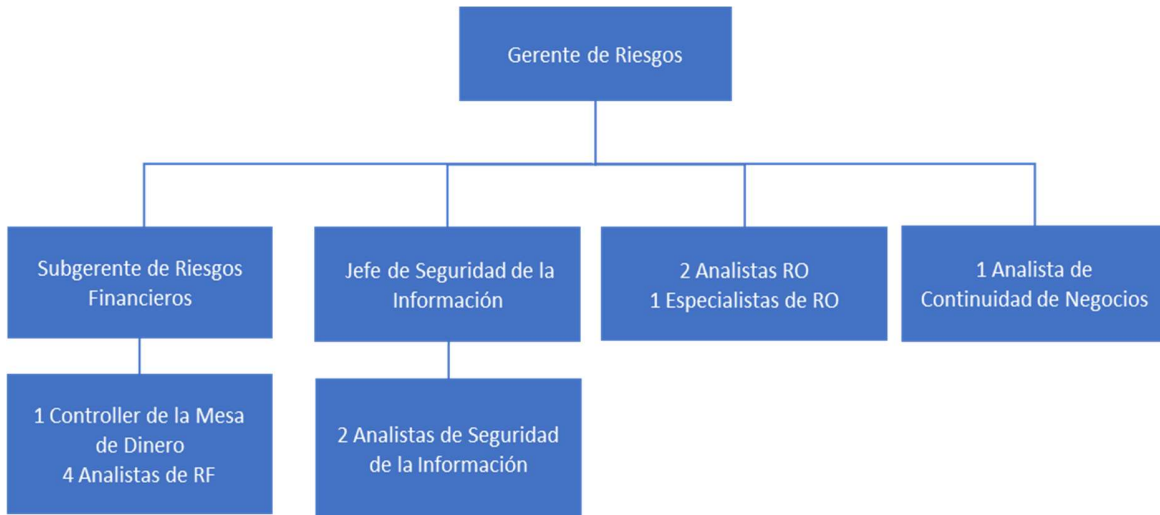 Gerente de Riesgos
Subgerente de Riesgos
Financieros
Jefe de Seguridad de la
Información
2 Analistas RO
1 Especialistas de RO
1 Analista de
Continuidad de Negocios
1 Controller de la Mesa
de Dinero
4 Analistas de RF
2 Analistas de Seguridad
de la Información